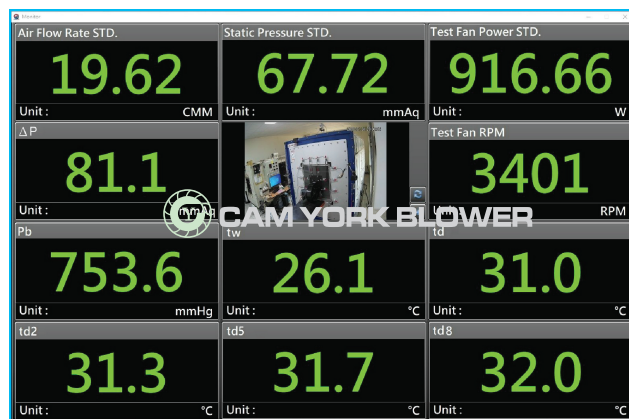 Monitor
Air Flow Rate STD.
19.62
Unit : CMM
Static Pressure STD.
67.72
Unit : mmAq
Test Fan Power STD.
916.66
Unit : W
ΔP
81.1
Unit : mmAq
Test Fan RPM
3401
Unit : RPM
CAM YORK BLOWER
Pb
753.6
Unit : mmHg
tw
26.1
Unit : °C
td
31.0
Unit : °C
td2
31.3
Unit : °C
td5
31.7
Unit : °C
td8
32.0
Unit : °C